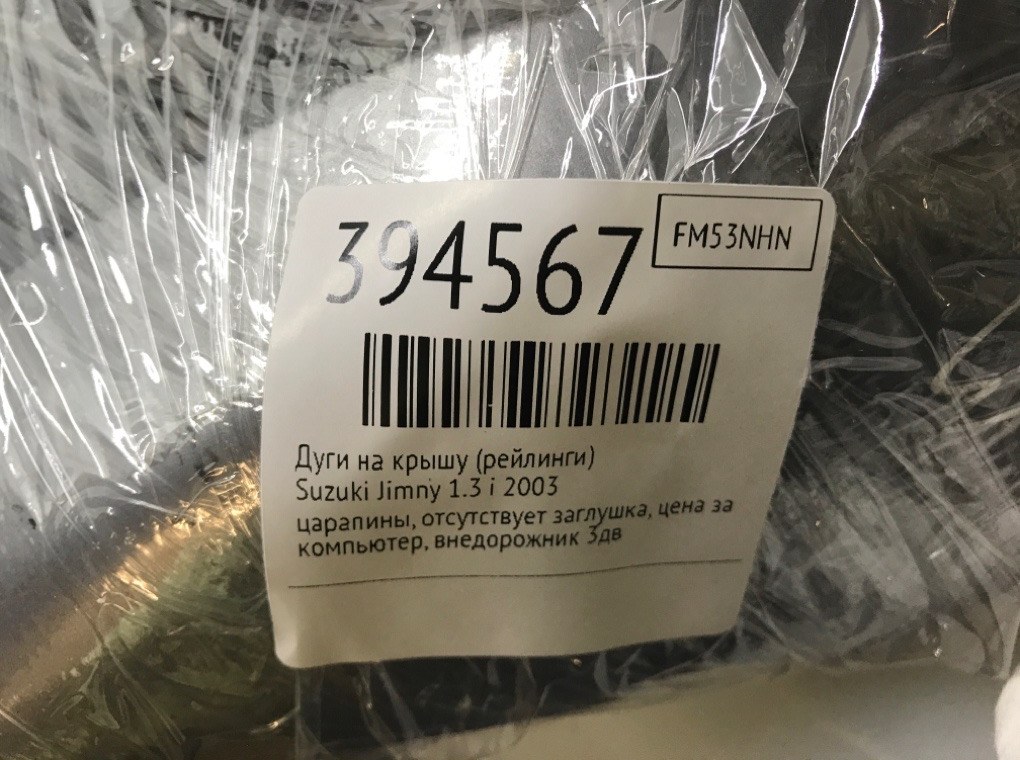 394567
FM53NHN
Дуги на крышу (рейлинги)
Suzuki Jimny 1.3 i 2003
царапины, отсутствует заглушка, цена за
компьютер, внедорожник 3дв